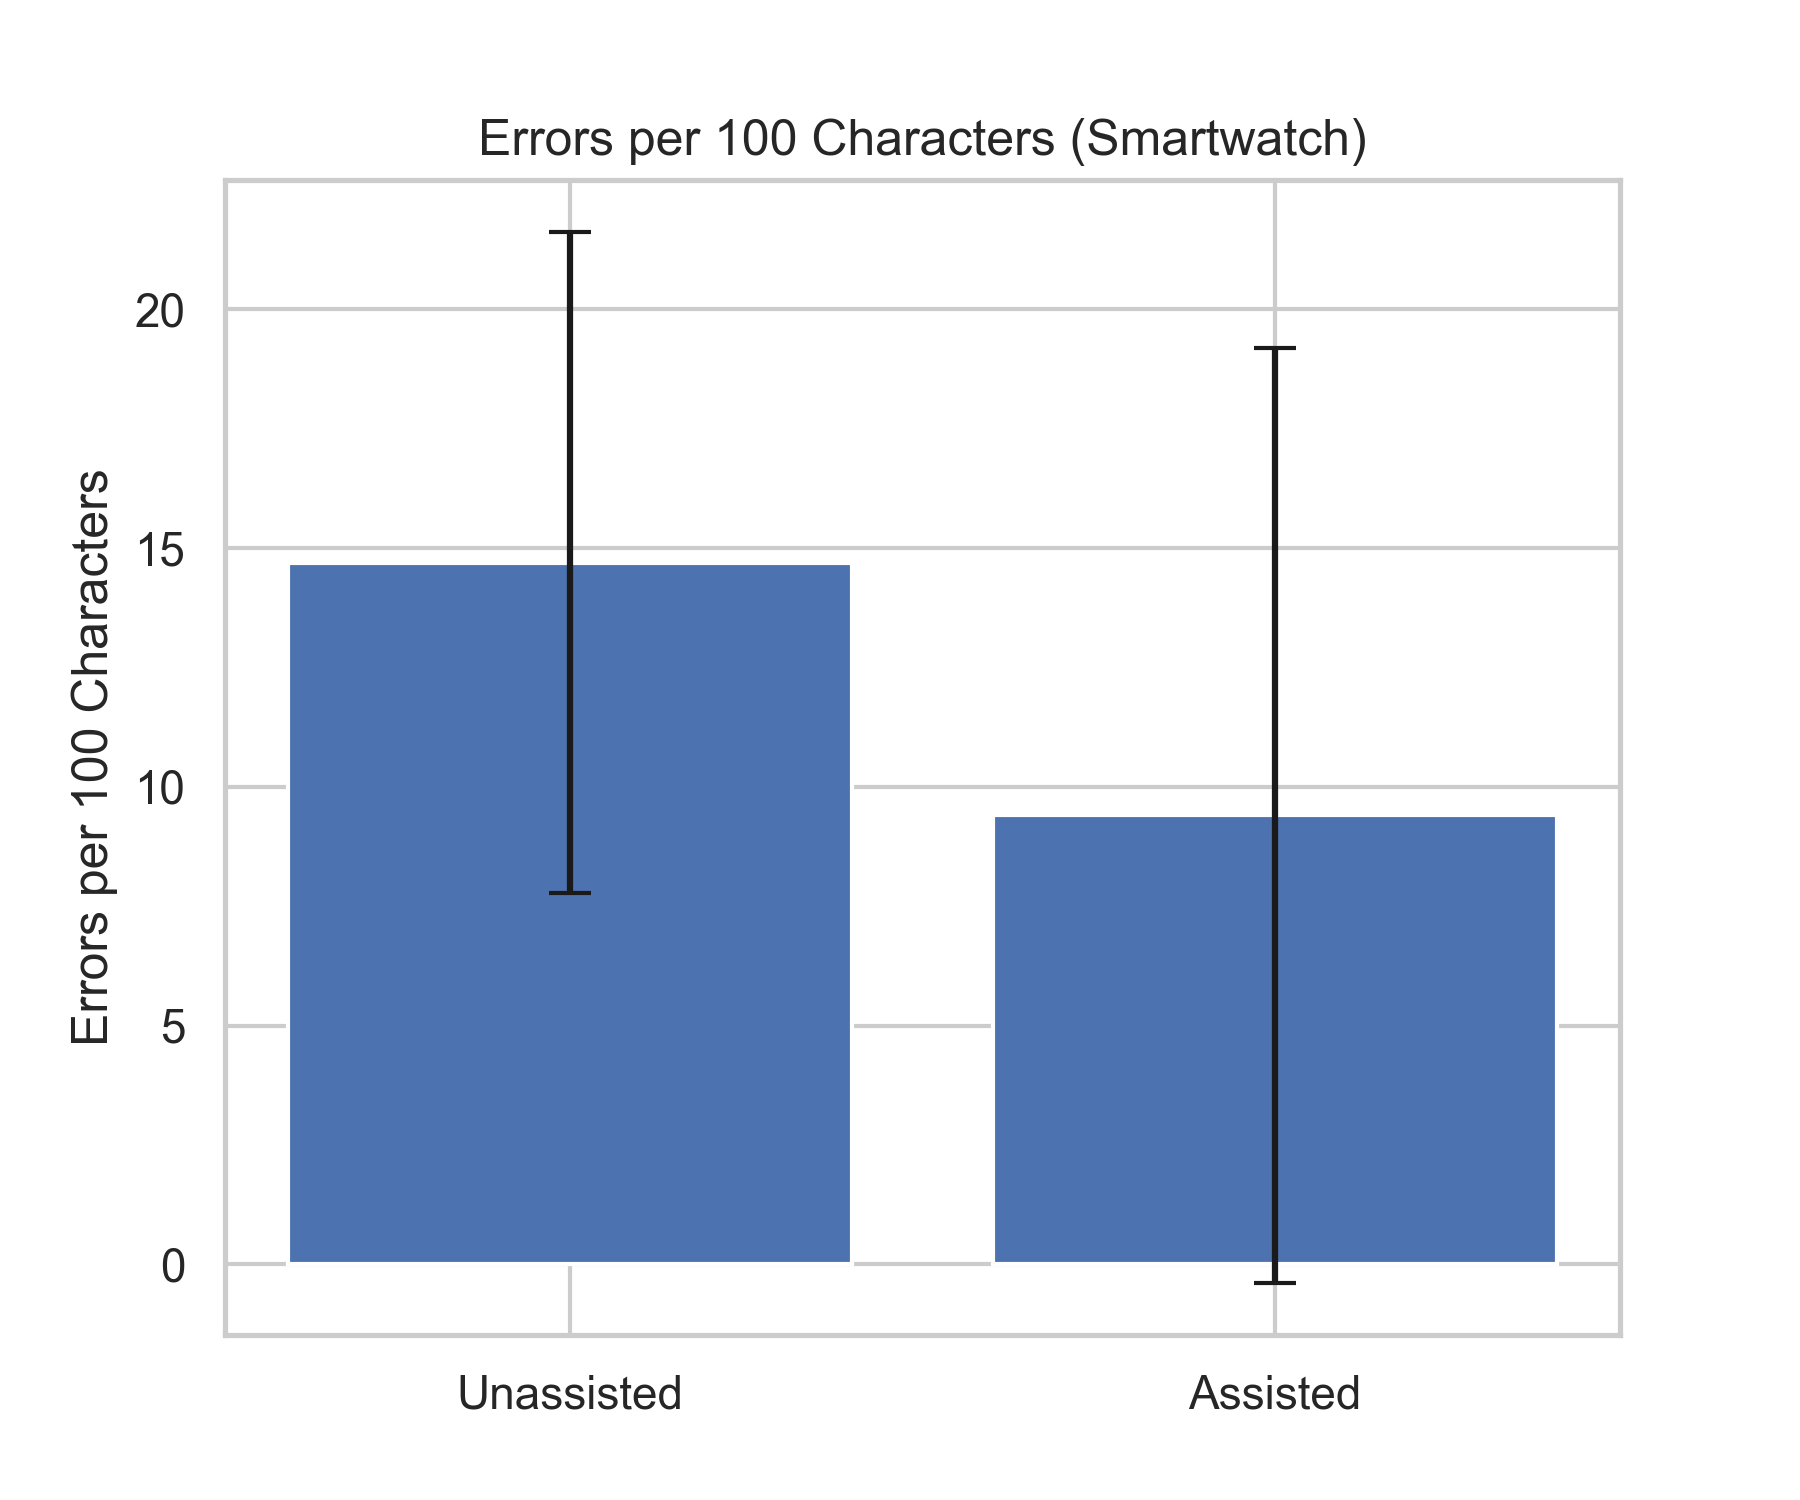 Errors per 100 Characters (Smartwatch)
Errors per 100 Characters
20
15
10
5
0
Unassisted
Assisted